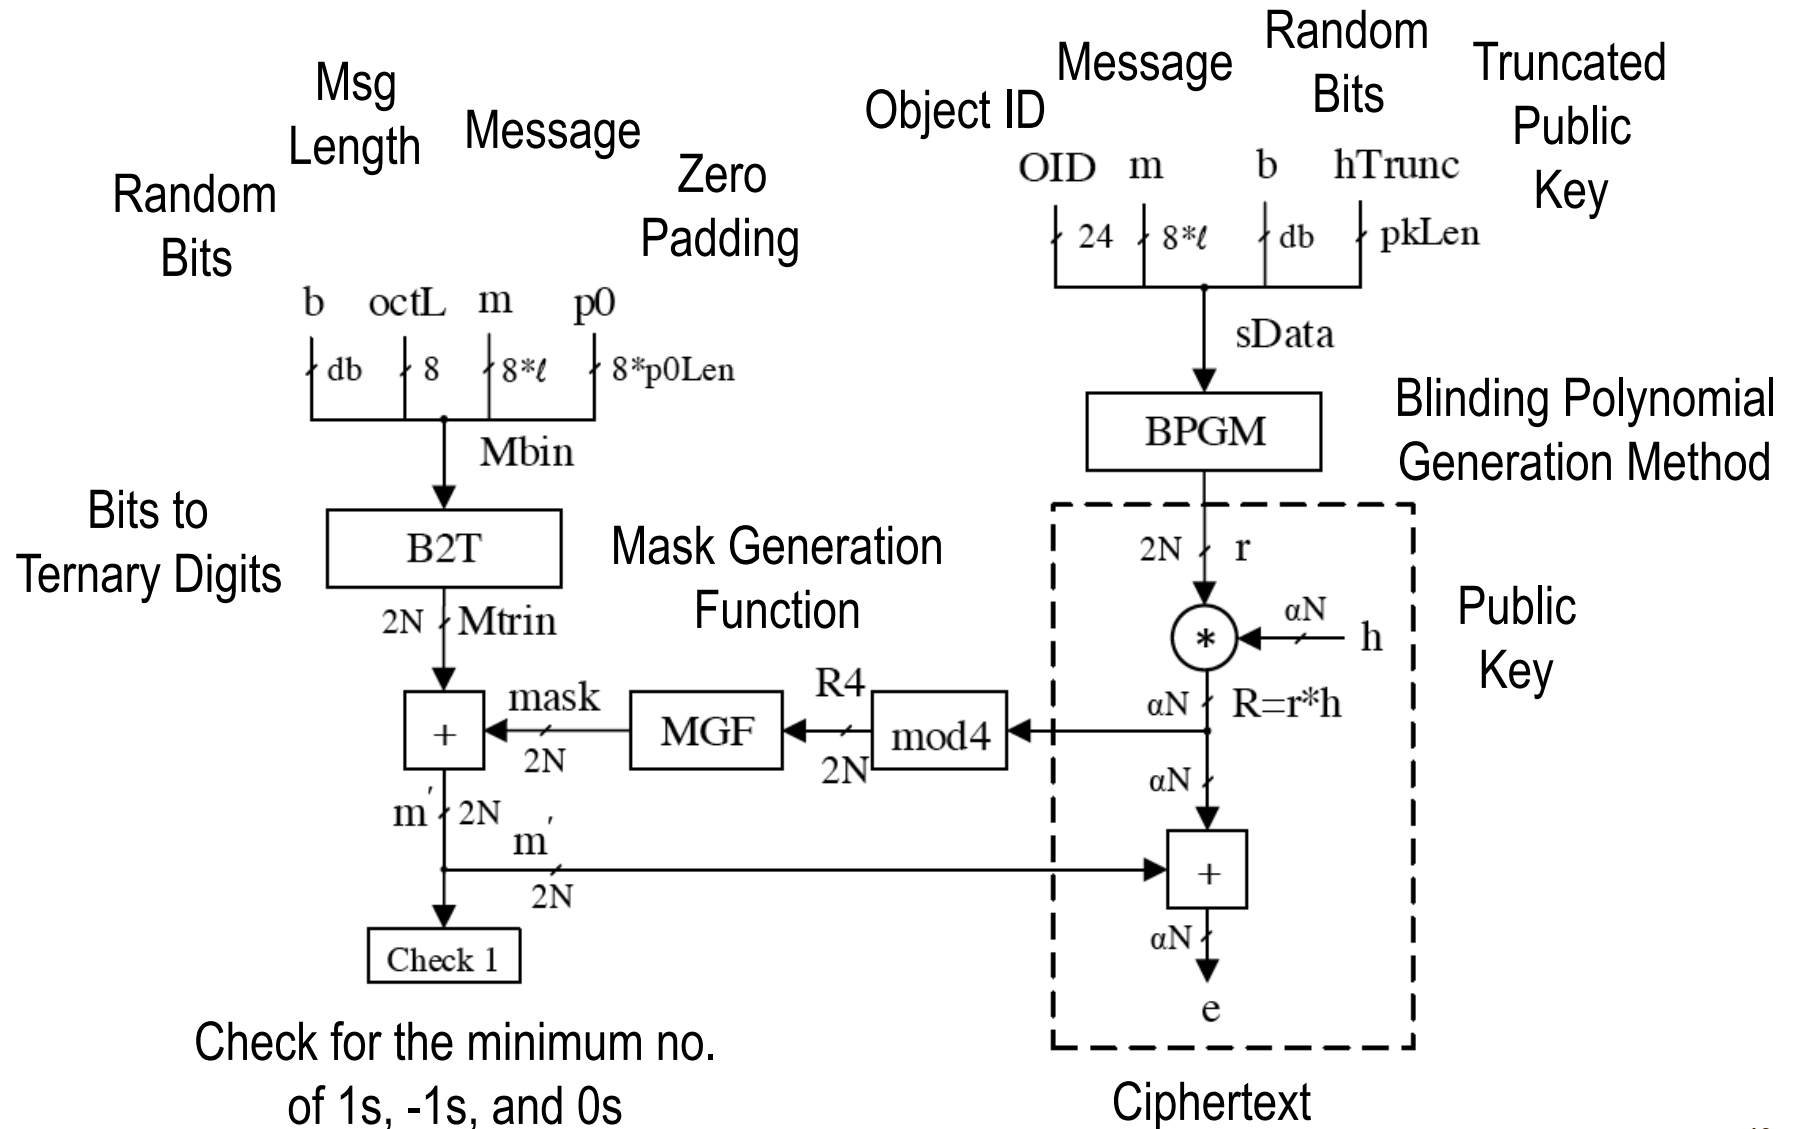 Random
Bits
Msg
Length
Message
Zero
Padding
b octL m p0
db 8 8*ℓ 8*p0Len
Mbin
Bits to
Ternary Digits
B2T
2N Mtrin
Mask Generation
Function
+
mask
2N
MGF
R4
2N
mod4
m′ 2N
m′
2N
Check 1
Check for the minimum no.
of 1s, -1s, and 0s
Object ID
Message
Random
Bits
Truncated
Public
Key
OID m b hTrunc
24 8*ℓ db pkLen
sData
BPGM
Blinding Polynomial
Generation Method
2N r
*
αN
h
Public
Key
αN R=r*h
αN
+
αN
e
Ciphertext